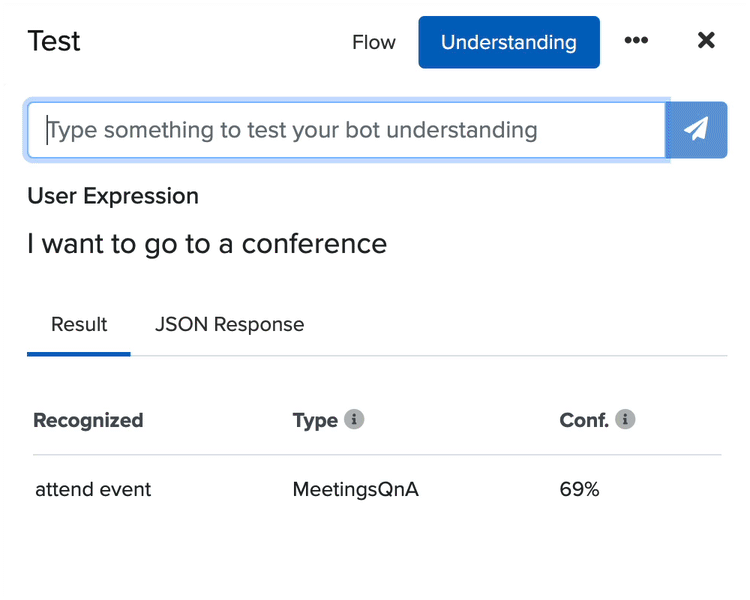 Test Flow Understanding
Type something to test your bot understanding
User Expression
I want to go to a conference
Result JSON Response
Recognized Type Conf.
attend event MeetingsQnA 69%